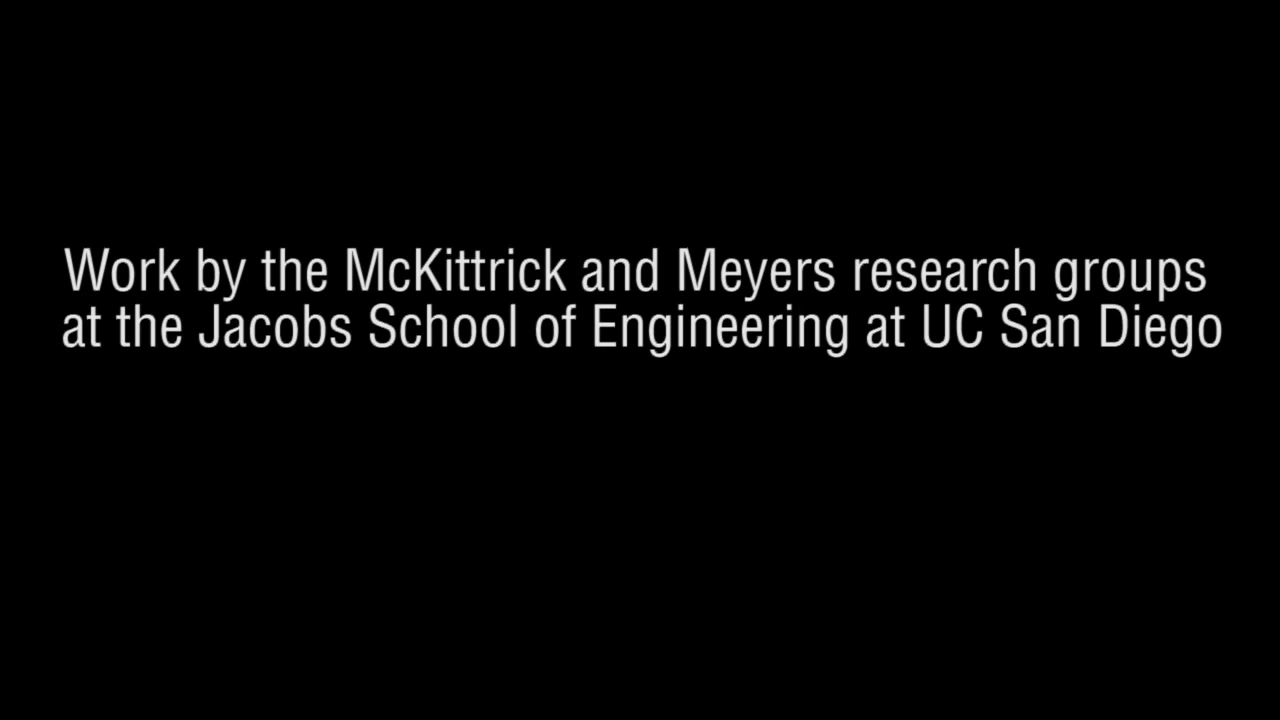 Work by the McKittrick and Meyers research groups
at the Jacobs School of Engineering at UC San Diego